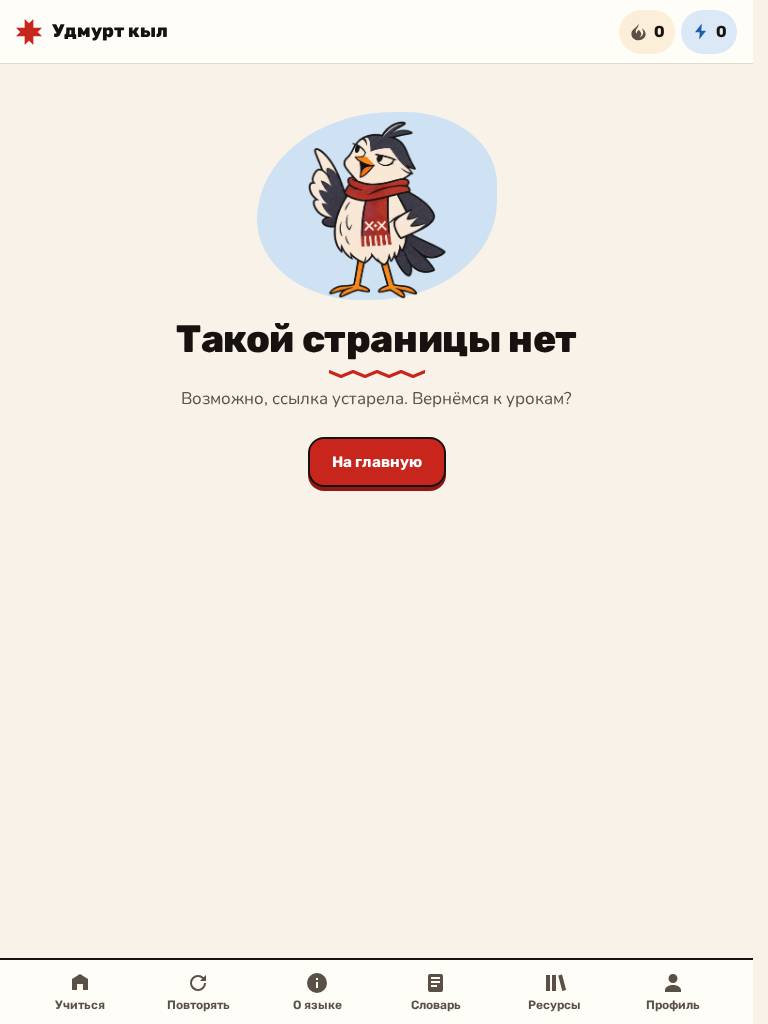 Удмурт кыл
0
0
Такой страницы нет
Возможно, ссылка устарела. Вернёмся к урокам?
На главную
Учиться
Повторять
О языке
Словарь
Ресурсы
Профиль